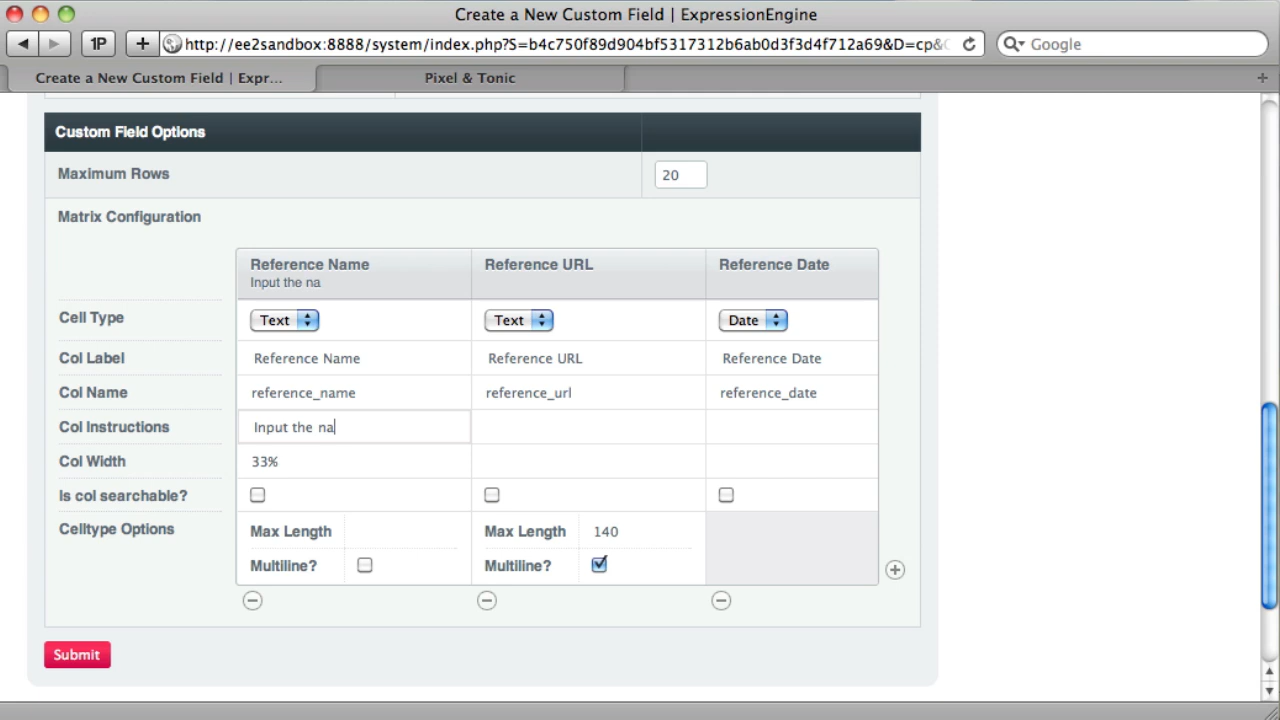 Create a New Custom Field | ExpressionEngine
1P
http://ee2sandbox:8888/system/index.php?S=b4c750f89d904bf5317312b6ab0d3f3d4f712a69&D=cp&
Google
Create a New Custom Field | Expr...
Pixel & Tonic
Custom Field Options
Maximum Rows
20
Matrix Configuration
Reference Name
Reference URL
Reference Date
Input the na
Cell Type
Text
Text
Date
Col Label
Reference Name
Reference URL
Reference Date
Col Name
reference_name
reference_url
reference_date
Col Instructions
Input the na
Col Width
33%
Is col searchable?
Celltype Options
Max Length
Max Length
140
Multiline?
Multiline?
Submit